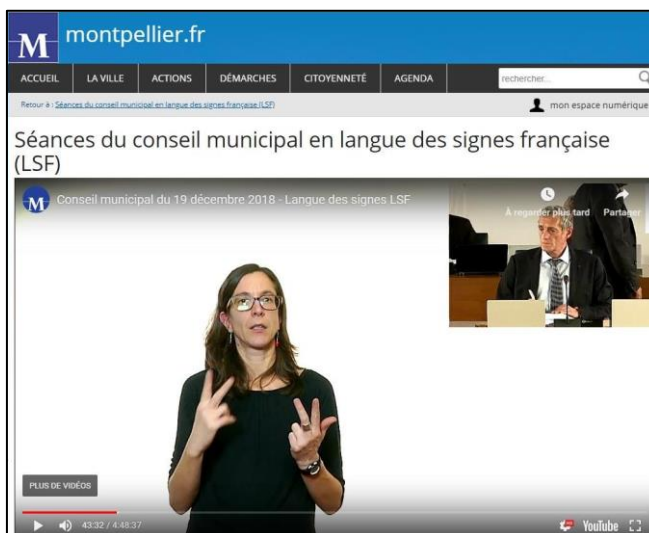 M montpellier.fr
ACCUEIL LA VILLE ACTIONS DÉMARCHES CITOYENNETÉ AGENDA rechercher...
Retour à : Séances du conseil municipal en langue des signes française (LSF) mon espace numérique
Séances du conseil municipal en langue des signes française
(LSF)
M Conseil municipal du 19 décembre 2018 - Langue des signes LSF
À regarder plus tard Partager
PLUS DE VIDÉOS
43:32 / 4:48:37 YouTube